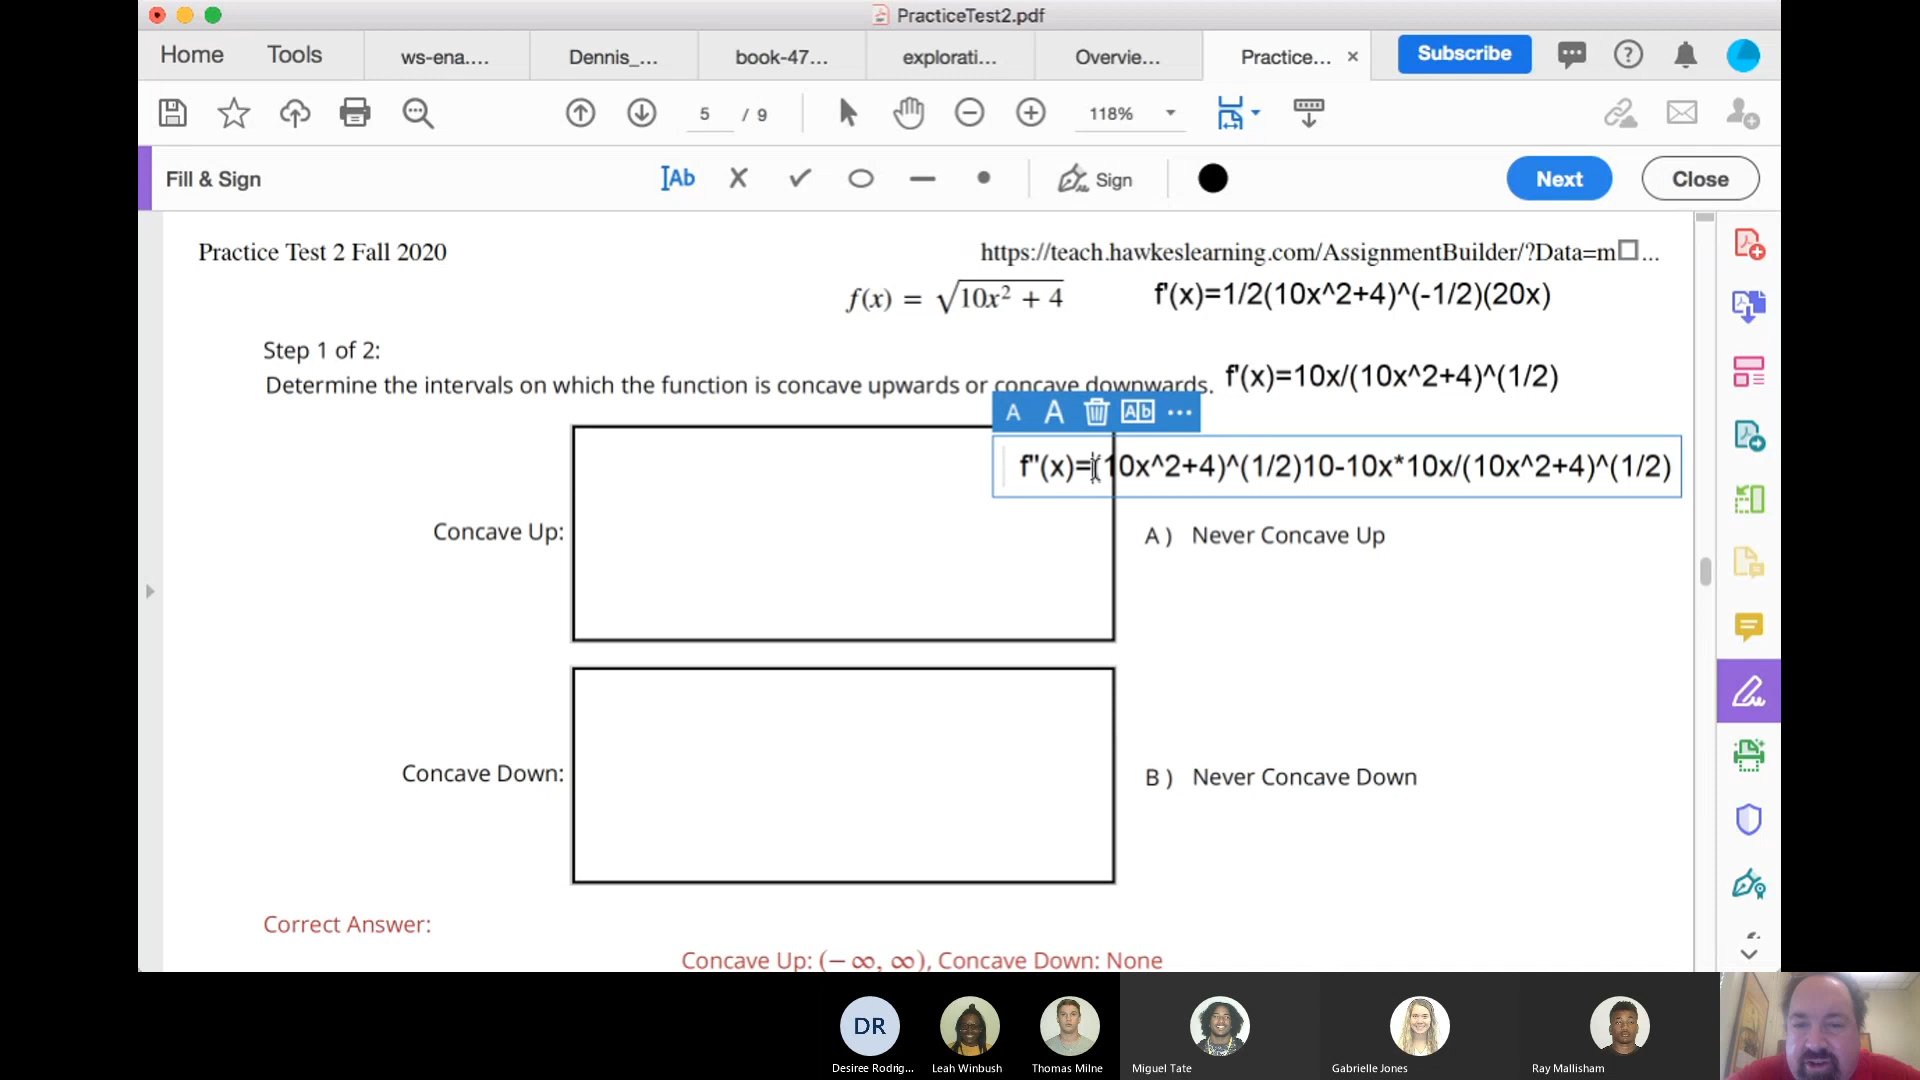 PracticeTest2.pdf
Home Tools ws-ena.... Dennis_... book-47... explorati... Overvie... Practice... × Subscribe
5 / 9 118%
Fill & Sign Ab Sign Next Close
Practice Test 2 Fall 2020 https://teach.hawkeslearning.com/AssignmentBuilder/?Data=m☐...
f(x) = √10x² + 4 f'(x)=1/2(10x^2+4)^(-1/2)(20x)
Step 1 of 2:
Determine the intervals on which the function is concave upwards or concave downwards. f'(x)=10x/(10x^2+4)^(1/2)
A A Ab ...
f"(x)=(10x^2+4)^(1/2)10-10x*10x/(10x^2+4)^(1/2)
Concave Up: A ) Never Concave Up
Concave Down: B ) Never Concave Down
Correct Answer:
Concave Up: (− ∞, ∞), Concave Down: None
DR
Desiree Rodrig... Leah Winbush Thomas Milne Miguel Tate Gabrielle Jones Ray Mallisham